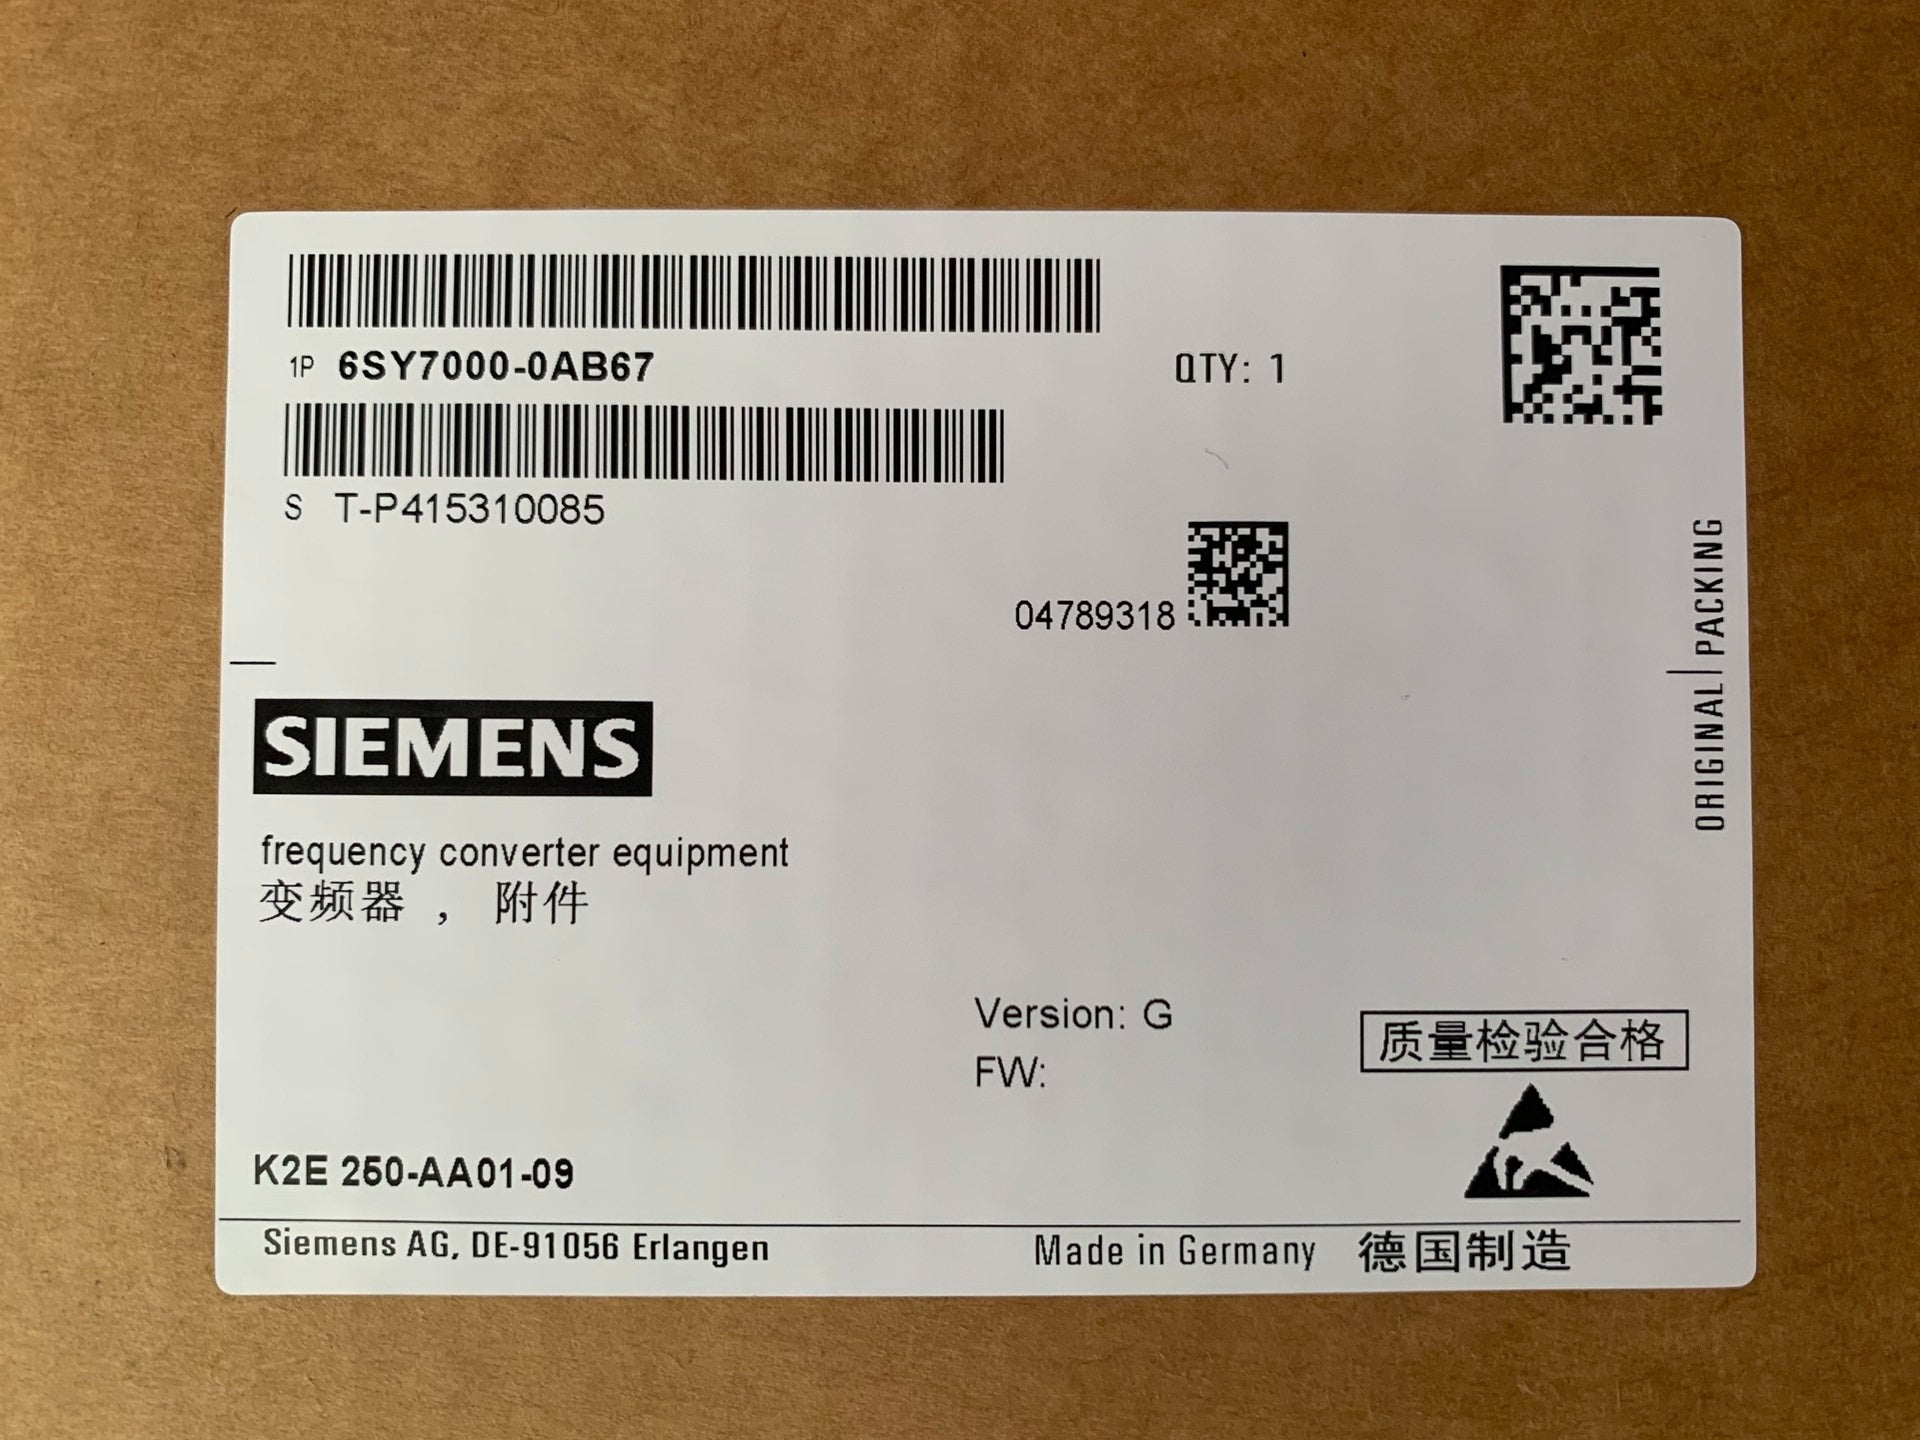 1P 6SY7000-0AB67
QTY: 1
S T-P415310085
04789318
ORIGINAL PACKING
SIEMENS
frequency converter equipment
变频器 , 附件
Version: G
FW:
质量检验合格
K2E 250-AA01-09
Siemens AG, DE-91056 Erlangen
Made in Germany 德国制造